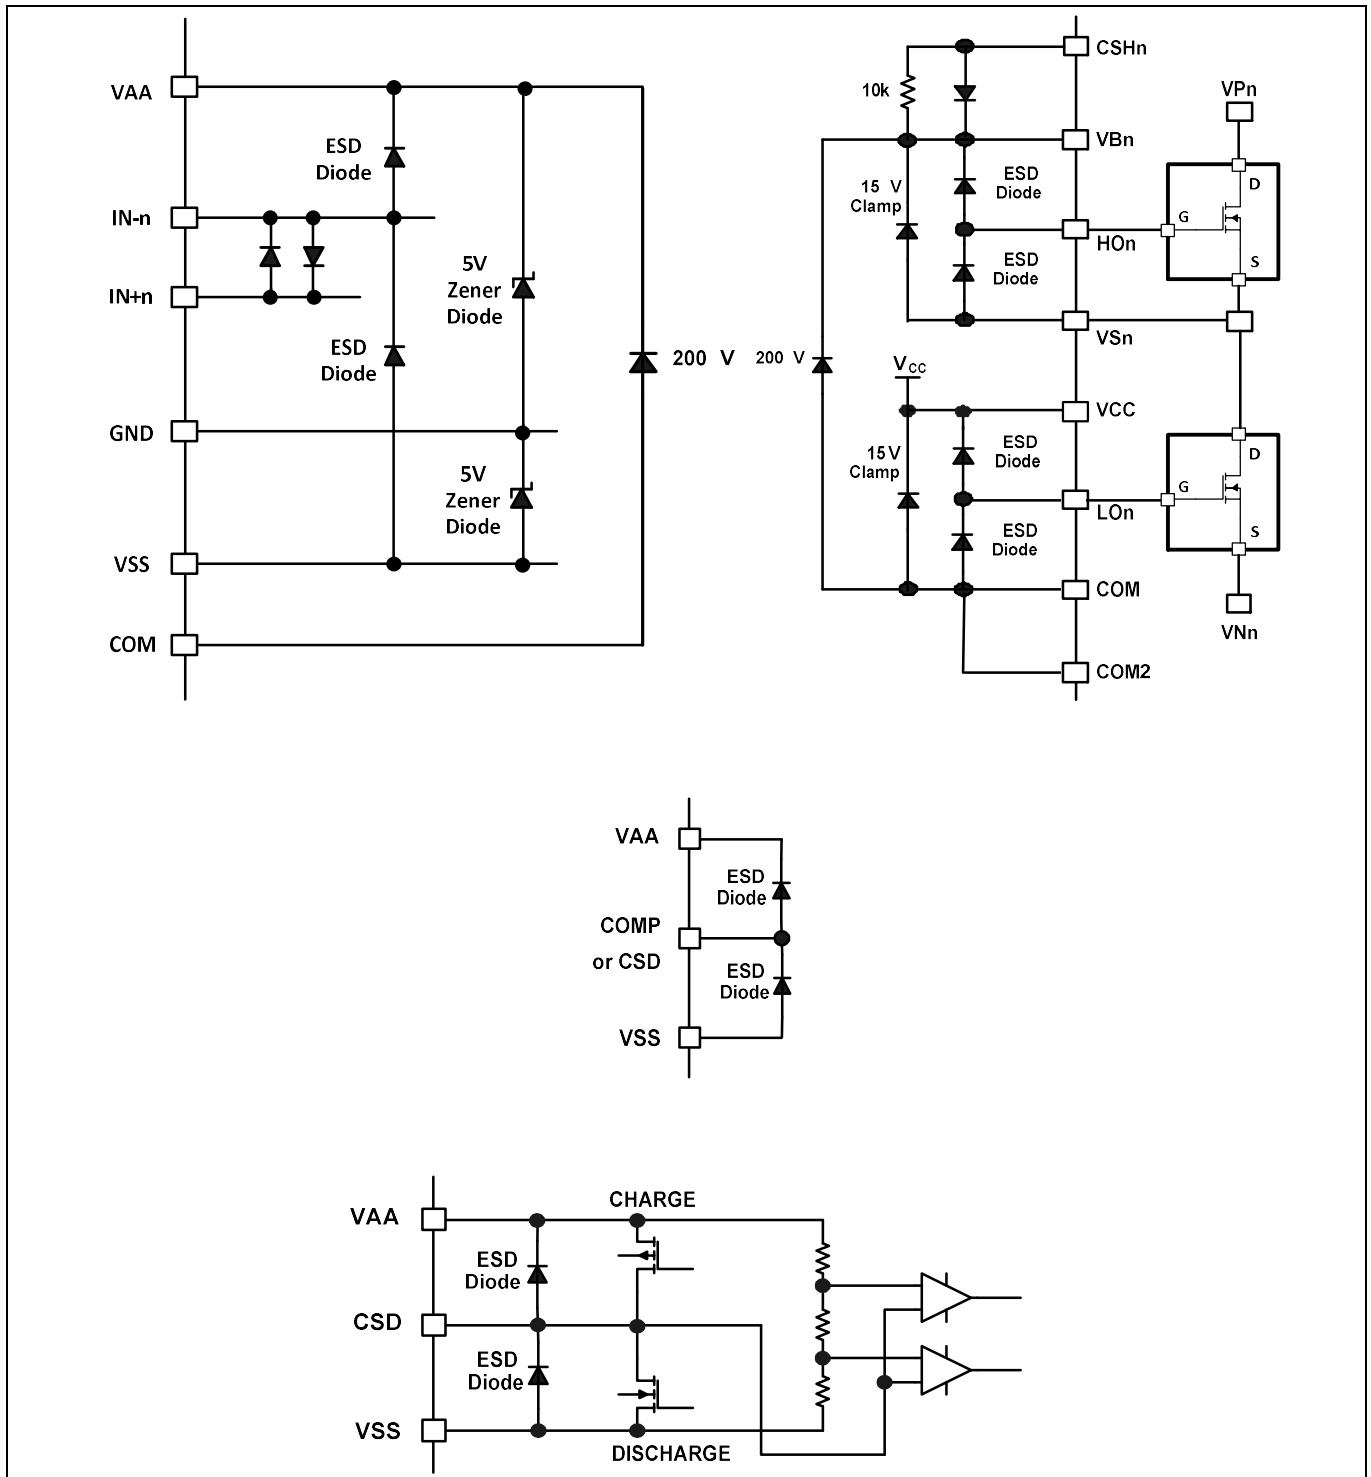 VAA
ESD
Diode
IN-n
IN+n
5V
Zener
Diode
ESD
Diode
200 V
GND
5V
Zener
Diode
VSS
COM
CSHn
10k
VPn
VBn
15 V
Clamp
ESD
Diode
D
G
HOn
ESD
Diode
S
VSn
200 V
VCC
VCC
15 V
Clamp
ESD
Diode
D
G
LOn
ESD
Diode
S
COM
VNn
COM2
VAA
ESD
Diode
COMP
or CSD
ESD
Diode
VSS
CHARGE
VAA
ESD
Diode
CSD
ESD
Diode
VSS
DISCHARGE